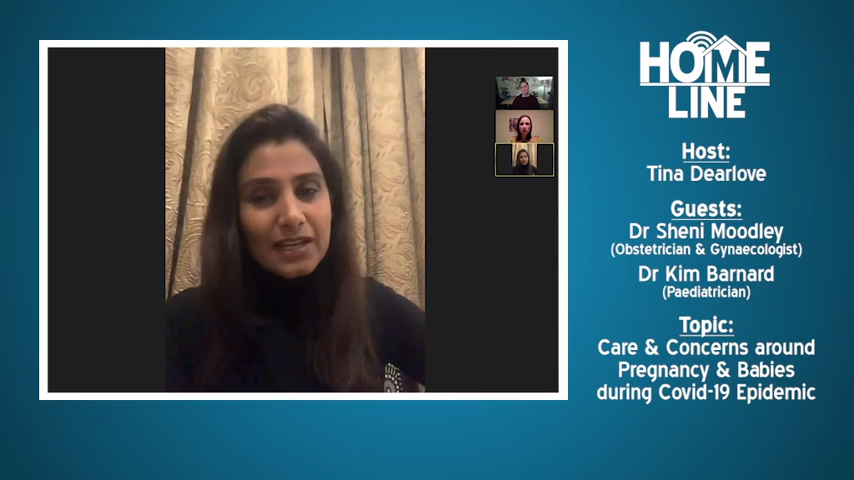 HOME
LINE
Host:
Tina Dearlove
Guests:
Dr Sheni Moodley
(Obstetrician & Gynaecologist)
Dr Kim Barnard
(Paediatrician)
Topic:
Care & Concerns around
Pregnancy & Babies
during Covid-19 Epidemic